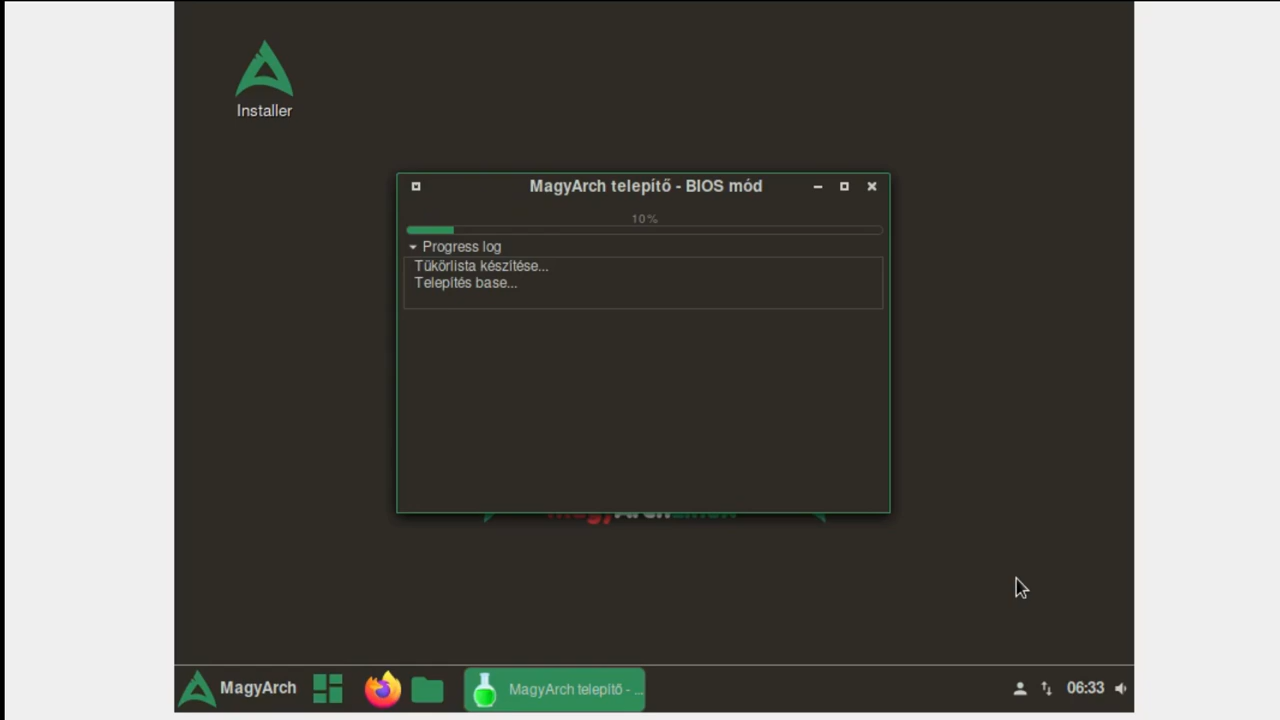 Installer
MagyArch telepítő - BIOS mód
10%
Progress log
Tükörlista készítése...
Telepítés base...
MagyArch
MagyArch telepítő - ...
06:33